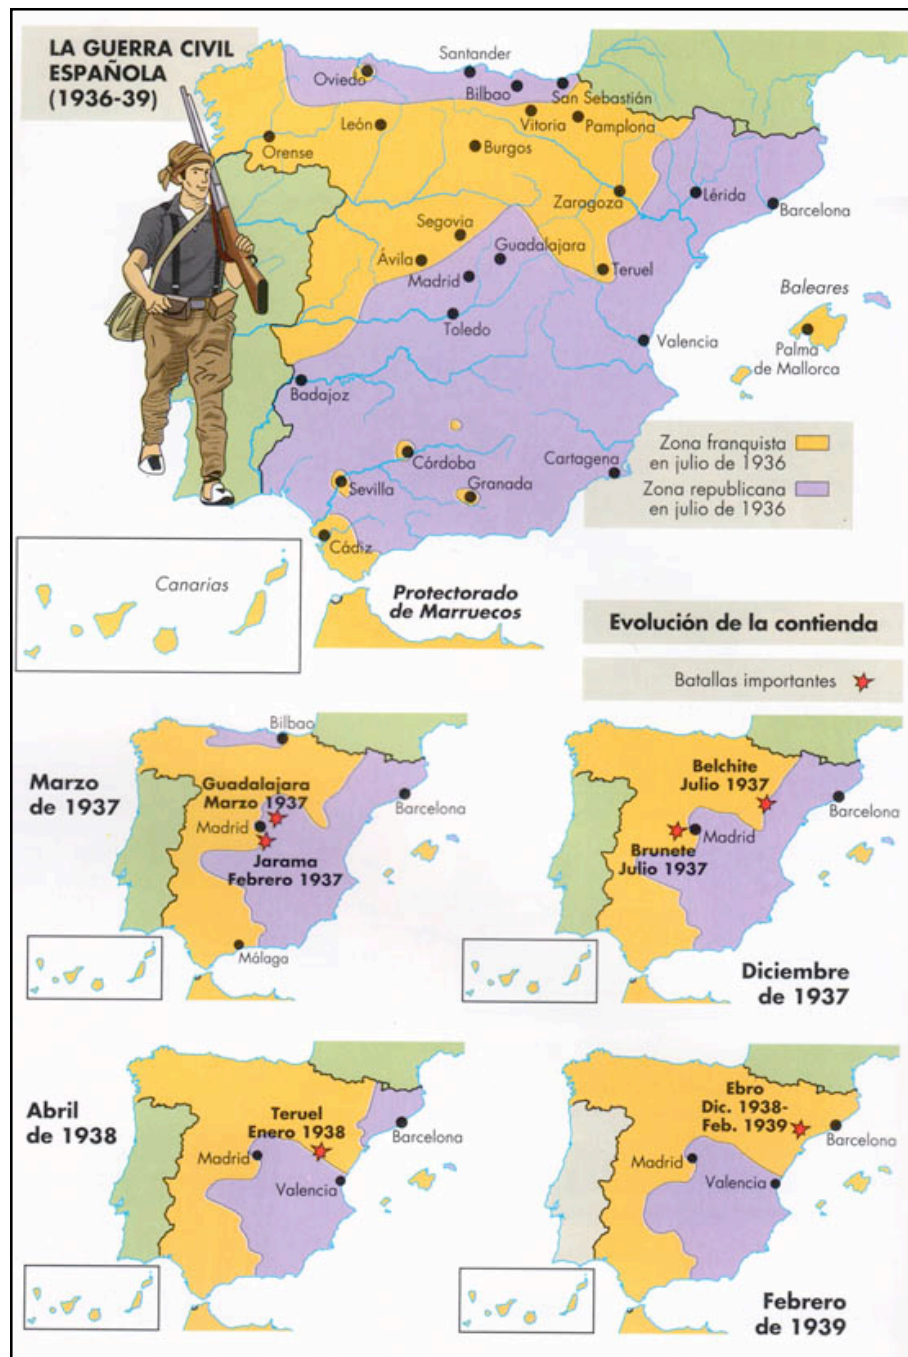 LA GUERRA CIVIL
ESPAÑOLA
(1936-39)
Santander
Oviedo
Bilbao
San Sebastián
León
Vitoria
Pamplona
Orense
Burgos
Zaragoza
Lérida
Barcelona
Segovia
Guadalajara
Ávila
Teruel
Madrid
Baleares
Toledo
Valencia
Palma
de Mallorca
Badajoz
Zona franquista
en julio de 1936
Córdoba
Cartagena
Sevilla
Granada
Zona republicana
en julio de 1936
Cádiz
Canarias
Protectorado
de Marruecos
Evolución de la contienda
Batallas importantes
Marzo
de 1937
Bilbao
Guadalajara
Marzo 1937
Barcelona
Madrid
Jarama
Febrero 1937
Málaga
Belchite
Julio 1937
Barcelona
Madrid
Brunete
Julio 1937
Diciembre
de 1937
Abril
de 1938
Teruel
Enero 1938
Barcelona
Madrid
Valencia
Ebro
Dic. 1938-
Feb. 1939
Barcelona
Madrid
Valencia
Febrero
de 1939